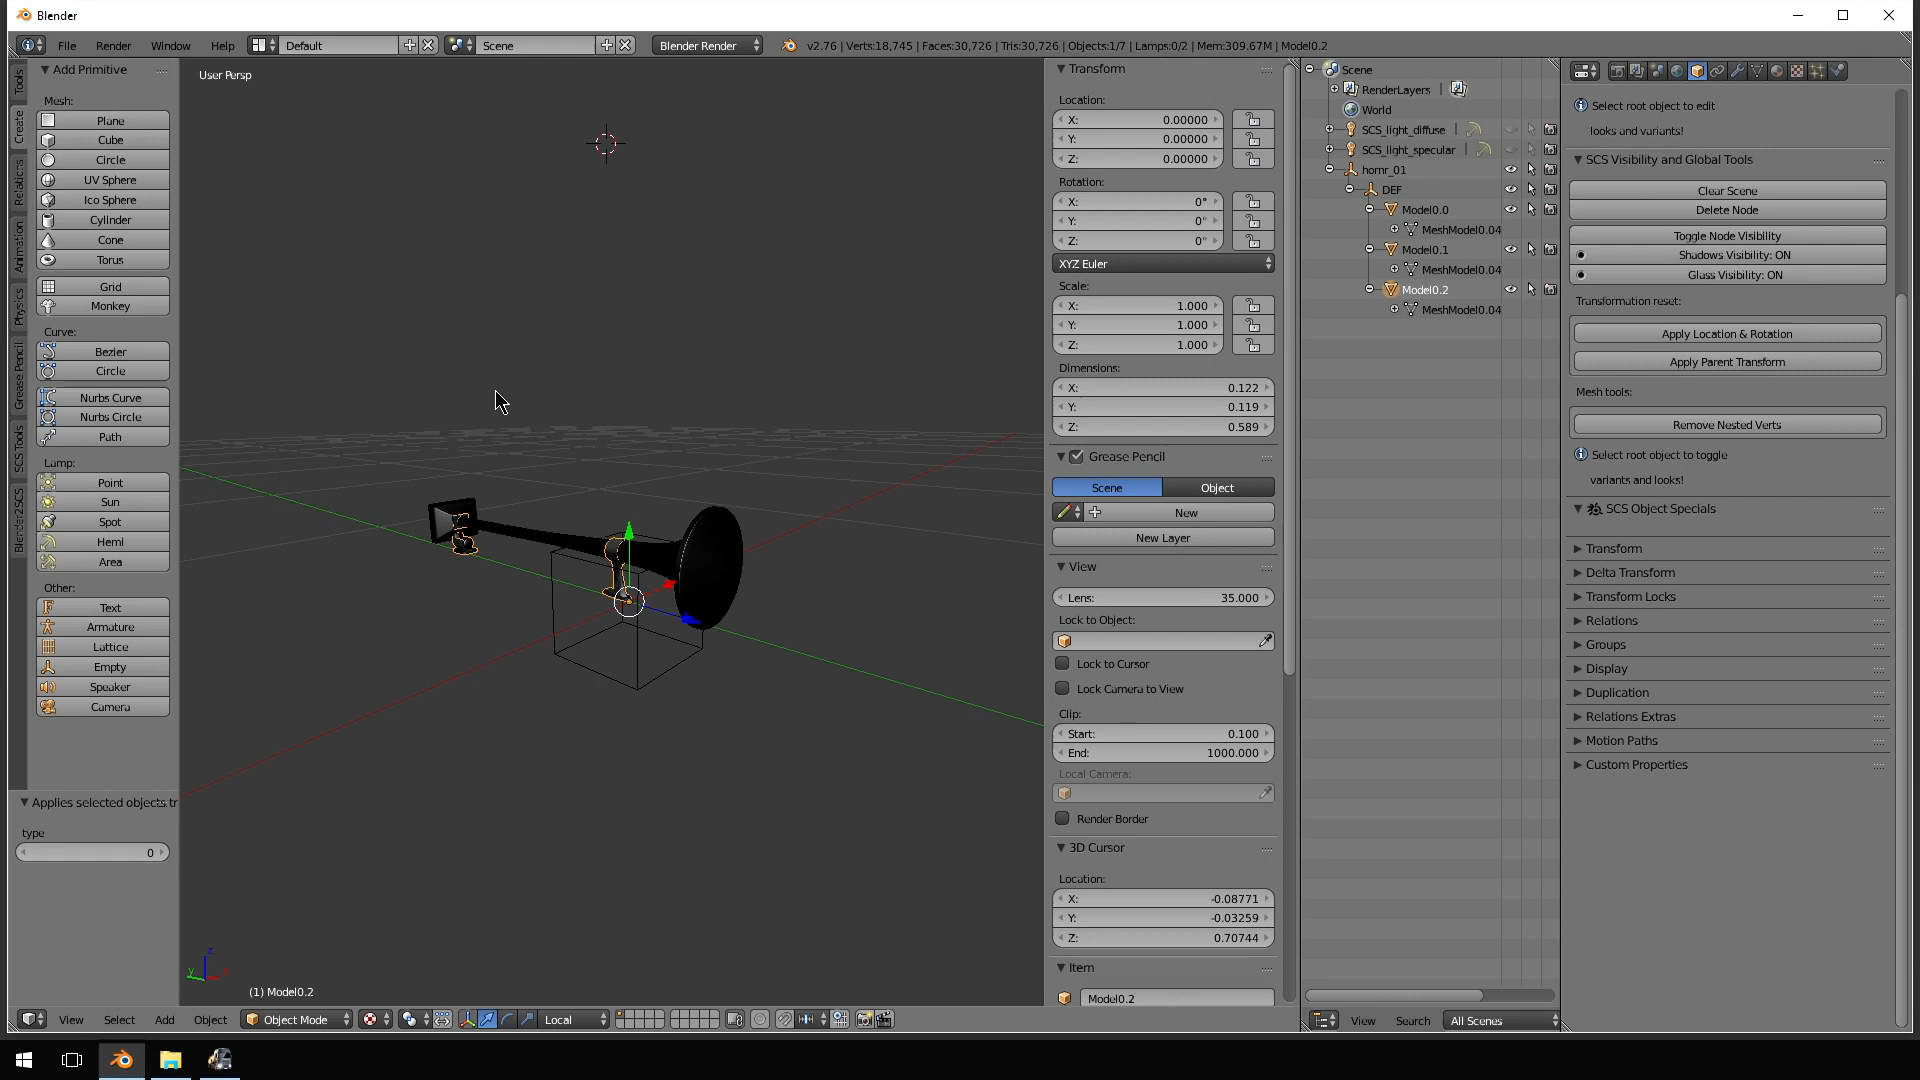 Blender
File Render Window Help Default Scene Blender Render v2.76 | Verts:18,745 | Faces:30,726 | Tris:30,726 | Objects:1/7 | Lamps:0/2 | Mem:309.67M | Model0.2
Tools
Create
Relations
Animation
Physics
Grease Pencil
SCS Tools
Blender2SCS
Add Primitive
Mesh:
Plane
Cube
Circle
UV Sphere
Ico Sphere
Cylinder
Cone
Torus
Grid
Monkey
Curve:
Bezier
Circle
Nurbs Curve
Nurbs Circle
Path
Lamp:
Point
Sun
Spot
Hemi
Area
Other:
Text
Armature
Lattice
Empty
Speaker
Camera
Applies selected objects tr
type
0
User Persp
z
y
x
(1) Model0.2
View Select Add Object Object Mode Local
Transform
Location:
X: 0.00000
Y: 0.00000
Z: 0.00000
Rotation:
X: 0°
Y: 0°
Z: 0°
XYZ Euler
Scale:
X: 1.000
Y: 1.000
Z: 1.000
Dimensions:
X: 0.122
Y: 0.119
Z: 0.589
Grease Pencil
Scene Object
New
New Layer
View
Lens: 35.000
Lock to Object:
Lock to Cursor
Lock Camera to View
Clip:
Start: 0.100
End: 1000.000
Local Camera:
Render Border
3D Cursor
Location:
X: -0.08771
Y: -0.03259
Z: 0.70744
Item
Model0.2
Scene
RenderLayers |
World
SCS_light_diffuse |
SCS_light_specular |
hornr_01
DEF
Model0.0
MeshModel0.04
Model0.1
MeshModel0.04
Model0.2
MeshModel0.04
View Search All Scenes
Select root object to edit
looks and variants!
SCS Visibility and Global Tools
Clear Scene
Delete Node
Toggle Node Visibility
Shadows Visibility: ON
Glass Visibility: ON
Transformation reset:
Apply Location & Rotation
Apply Parent Transform
Mesh tools:
Remove Nested Verts
Select root object to toggle
variants and looks!
SCS Object Specials
Transform
Delta Transform
Transform Locks
Relations
Groups
Display
Duplication
Relations Extras
Motion Paths
Custom Properties